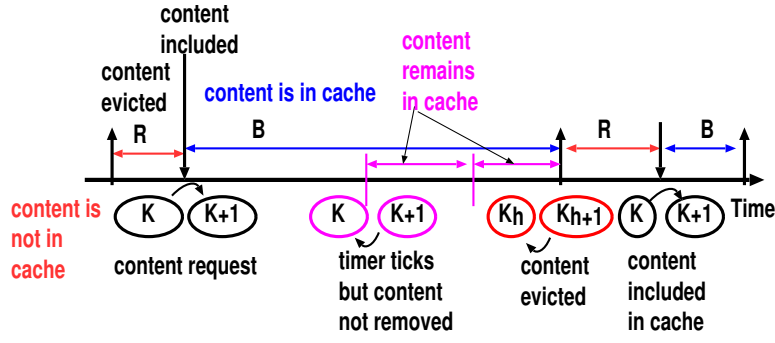 content
included
content
evicted
content is in cache
content
remains
in cache
R
B
R
B
K
K+1
K
K+1
Kh
Kh+1
K
K+1
Time
content is
not in
cache
content request
timer ticks
but content
not removed
content
evicted
content
included
in cache